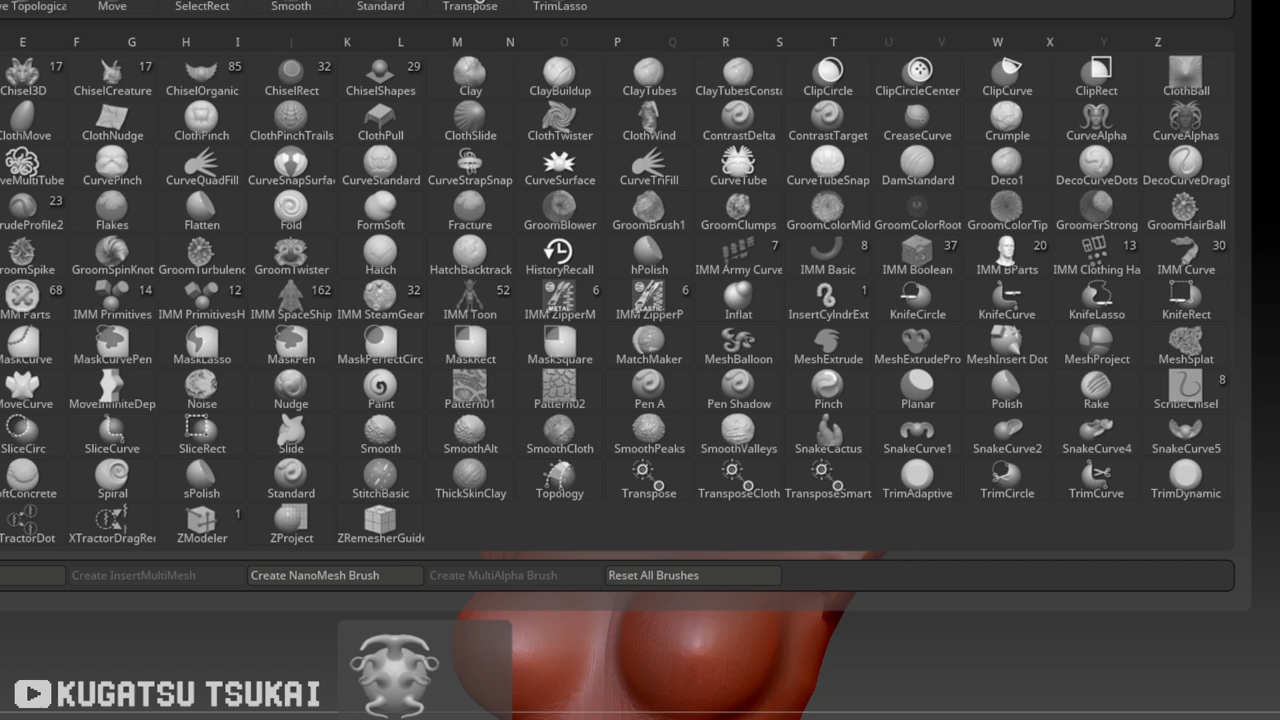 ve Topologica Move SelectRect Smooth Standard Transpose TrimLasso
E F G H I J K L M N O P Q R S T U V W X Y Z
17 17 85 32 29
Chisel3D ChiselCreature ChiselOrganic ChiselRect ChiselShapes Clay ClayBuildup ClayTubes ClayTubesConsta ClipCircle ClipCircleCenter ClipCurve ClipRect ClothBall
ClothMove ClothNudge ClothPinch ClothPinchTrails ClothPull ClothSlide ClothTwister ClothWind ContrastDelta ContrastTarget CreaseCurve Crumple CurveAlpha CurveAlphas
veMultiTube CurvePinch CurveQuadFill CurveSnapSurfac CurveStandard CurveStrapSnap CurveSurface CurveTriFill CurveTube CurveTubeSnap DamStandard Deco1 DecoCurveDots DecoCurveDragD
23
rudeProfile2 Flakes Flatten Fold FormSoft Fracture GroomBlower GroomBrush1 GroomClumps GroomColorMid GroomColorRoot GroomColorTip GroomerStrong GroomHairBall
7 8 37 20 13 30
roomSpike GroomSpinKnot GroomTurbulenc GroomTwister Hatch HatchBacktrack HistoryRecall hPolish IMM Army Curve IMM Basic IMM Boolean IMM BParts IMM Clothing Ha IMM Curve
68 14 12 162 32 52 METAL 6 PLASTIC 6 1
IMM Parts IMM Primitives IMM PrimitivesH IMM SpaceShip IMM SteamGear IMM Toon IMM ZipperM IMM ZipperP Inflat InsertCylndrExt KnifeCircle KnifeCurve KnifeLasso KnifeRect
MaskCurve MaskCurvePen MaskLasso MaskPen MaskPerfectCirc MaskRect MaskSquare MatchMaker MeshBalloon MeshExtrude MeshExtrudePro MeshInsert Dot MeshProject MeshSplat
8
MoveCurve MoveInfiniteDep Noise Nudge Paint Pattern01 Pattern02 Pen A Pen Shadow Pinch Planar Polish Rake ScribeChisel
SliceCirc SliceCurve SliceRect Slide Smooth SmoothAlt SmoothCloth SmoothPeaks SmoothValleys SnakeCactus SnakeCurve1 SnakeCurve2 SnakeCurve4 SnakeCurve5
oftConcrete Spiral sPolish Standard StitchBasic ThickSkinClay Topology Transpose TransposeCloth TransposeSmart TrimAdaptive TrimCircle TrimCurve TrimDynamic
1
TractorDot XTractorDragRec ZModeler ZProject ZRemesherGuide
Create InsertMultiMesh Create NanoMesh Brush Create MultiAlpha Brush Reset All Brushes
KUGATSU TSUKAI